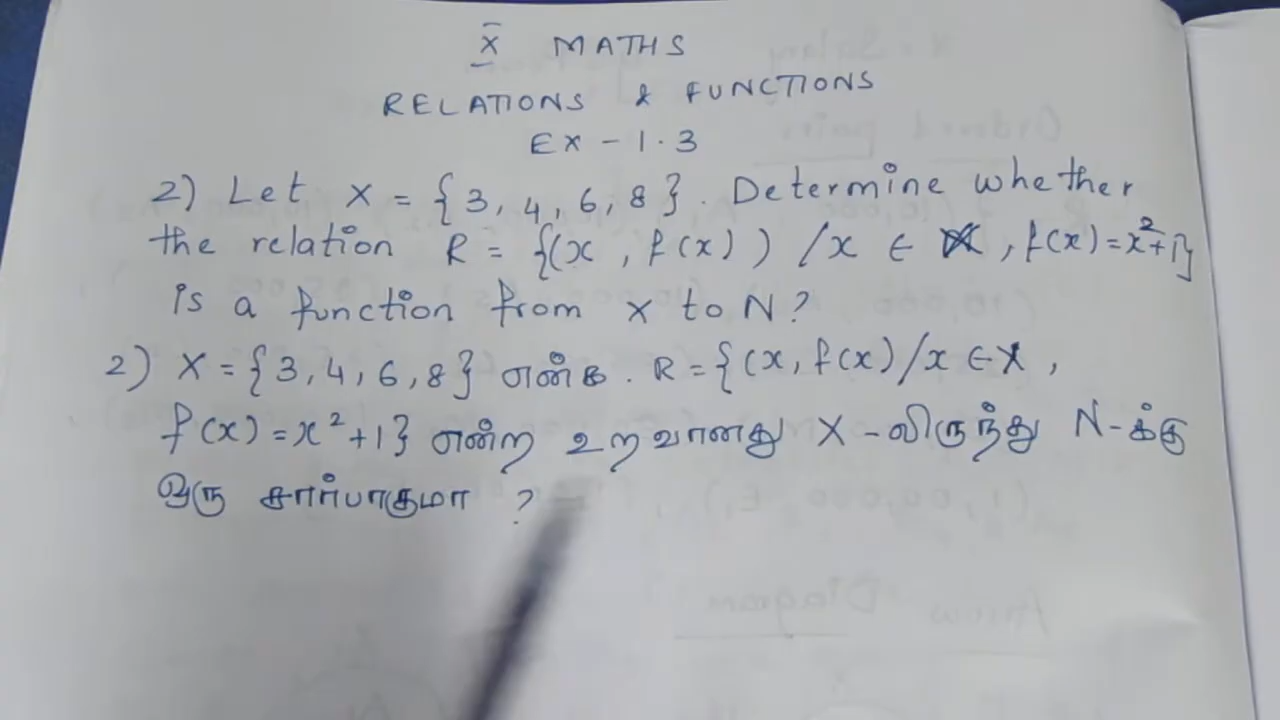 X MATHS
RELATIONS & FUNCTIONS
EX - 1.3
2) Let X = {3, 4, 6, 8}. Determine whether
the relation R = {(x, f(x)) / x ∈ X, f(x) = x²+1}
is a function from X to N?
2) X = {3, 4, 6, 8} என்க. R = {(x, f(x) / x ∈ X,
f(x) = x²+1} என்ற உறவானது X-லிருந்து N-க்கு
ஒரு சார்பாகுமா ?